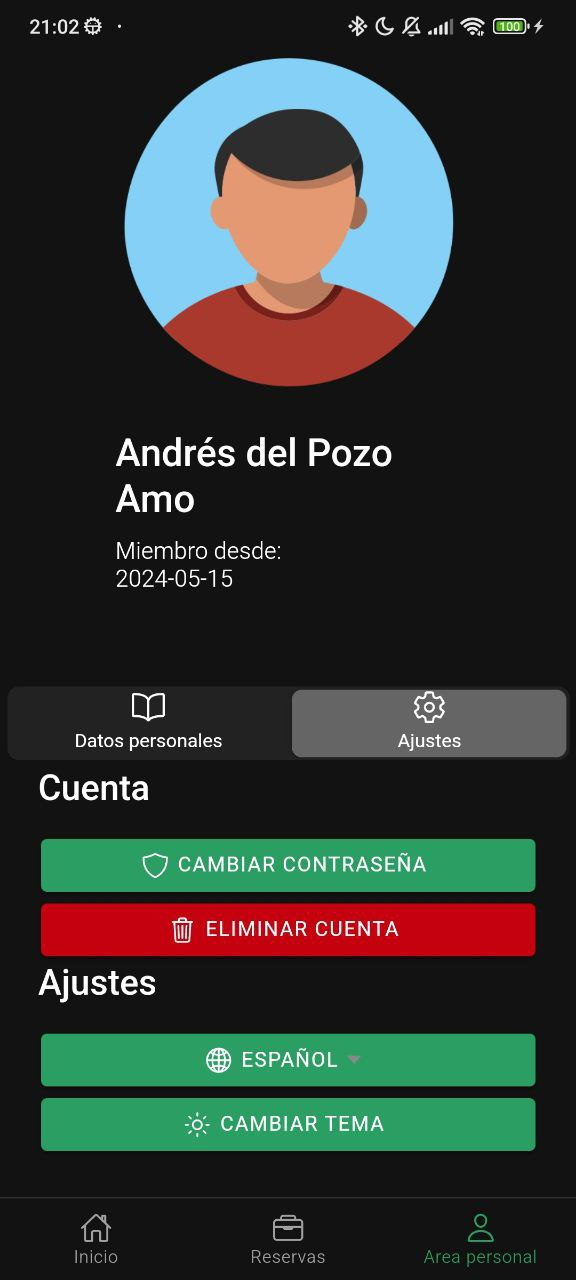 21:02
100
Andrés del Pozo
Amo
Miembro desde:
2024-05-15
Datos personales
Ajustes
Cuenta
CAMBIAR CONTRASEÑA
ELIMINAR CUENTA
Ajustes
ESPAÑOL
CAMBIAR TEMA
Inicio
Reservas
Area personal